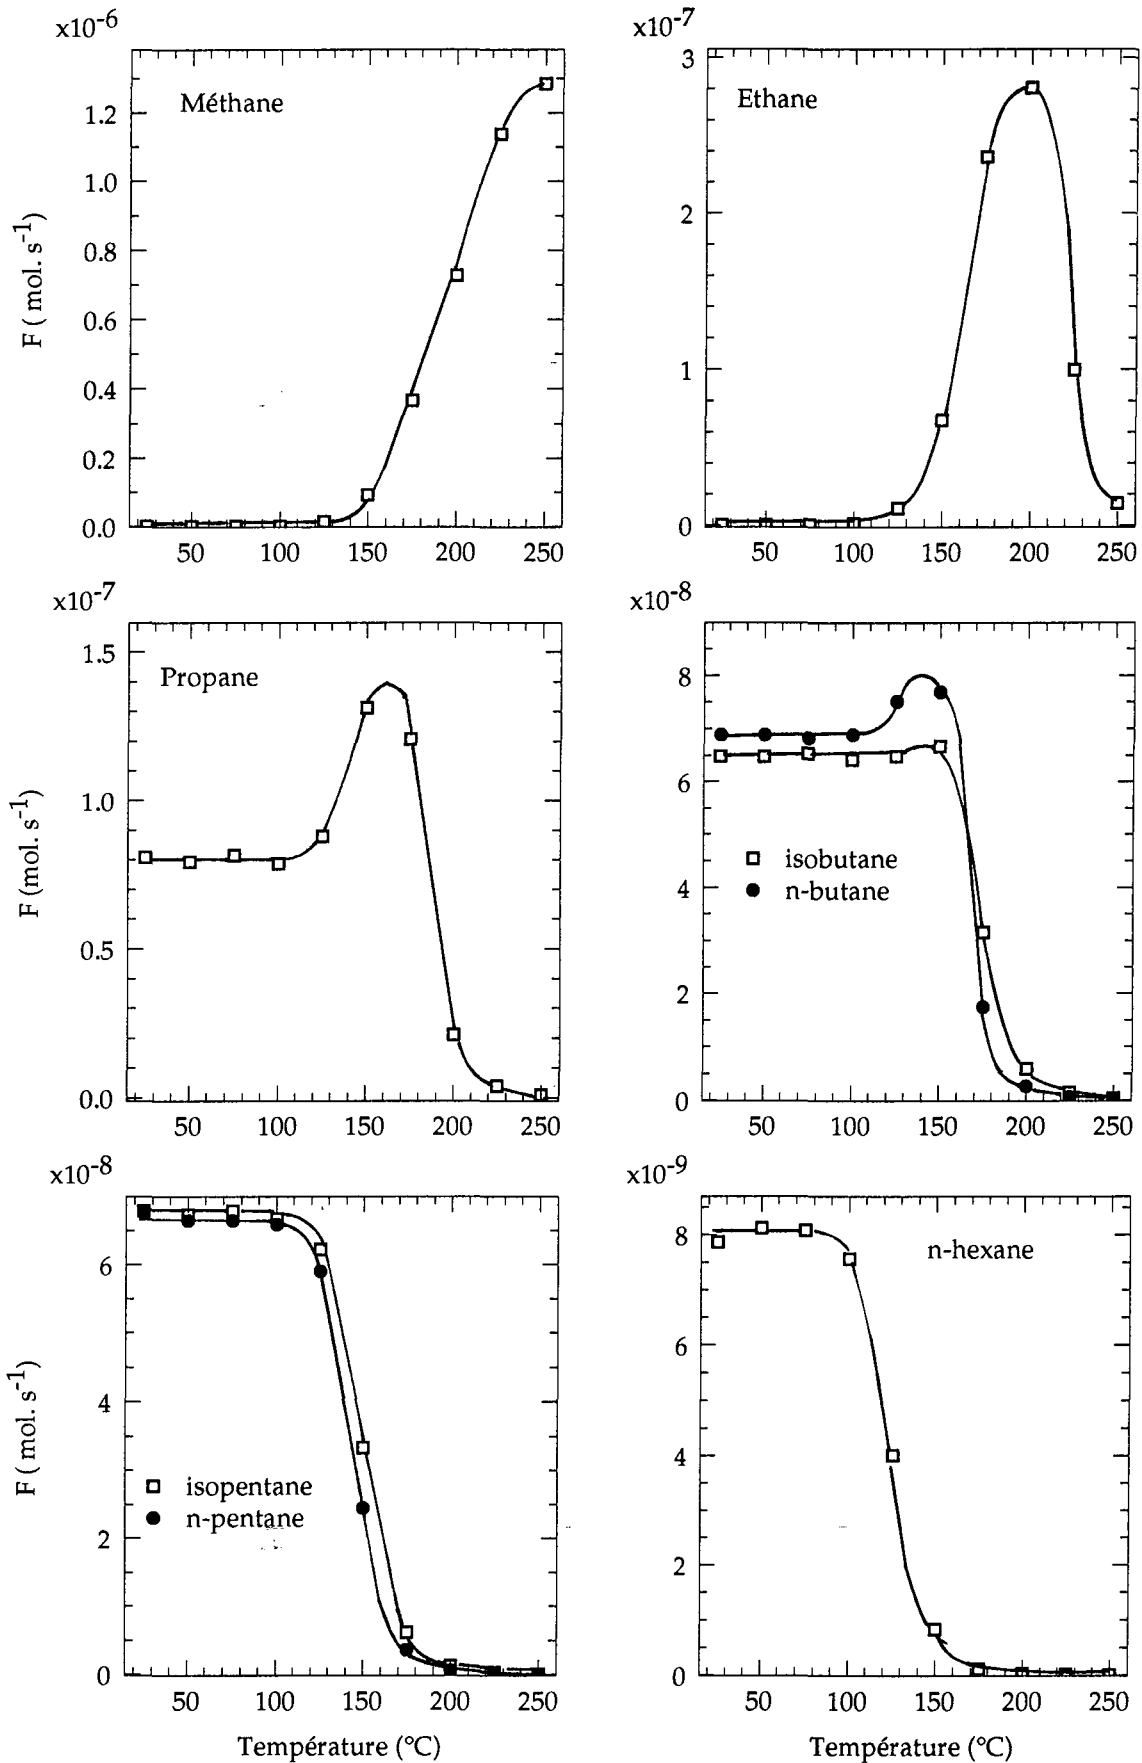 x10-6
Méthane
1.2
1.0
0.8
0.6
0.4
0.2
0.0
F ( mol. s-1)
50 100 150 200 250
x10-7
Ethane
3
2
1
0
50 100 150 200 250
x10-7
Propane
1.5
1.0
0.5
0.0
F (mol. s-1)
50 100 150 200 250
x10-8
8
6
4
2
0
isobutane
n-butane
50 100 150 200 250
x10-8
6
4
2
0
F ( mol. s-1)
isopentane
n-pentane
50 100 150 200 250
Température (°C)
x10-9
n-hexane
8
6
4
2
0
50 100 150 200 250
Température (°C)